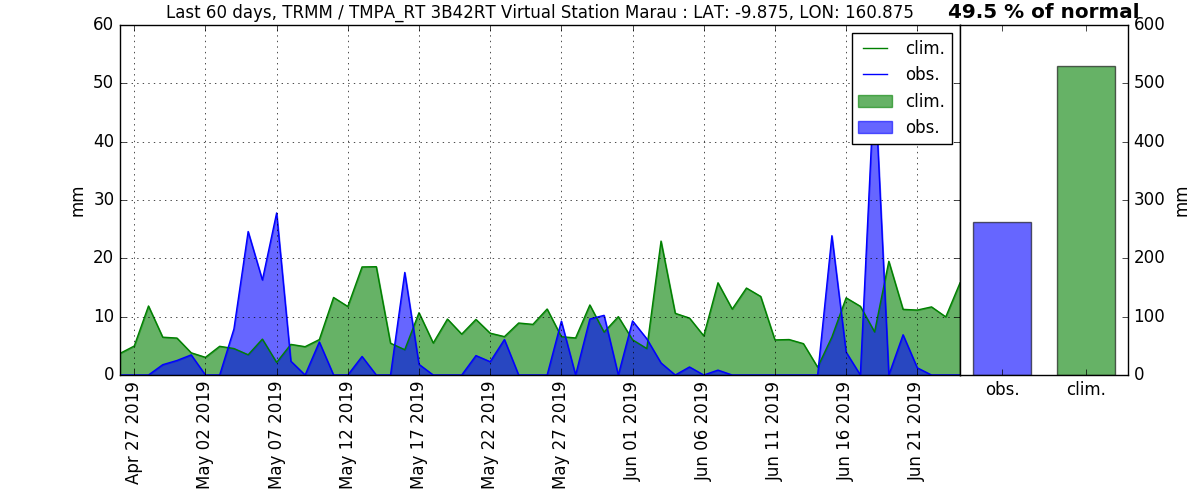 Last 60 days, TRMM / TMPA_RT 3B42RT Virtual Station Marau : LAT: -9.875, LON: 160.875
49.5 % of normal
60
50
40
30
20
10
0
mm
clim.
obs.
clim.
obs.
600
500
400
300
200
100
0
mm
Apr 27 2019
May 02 2019
May 07 2019
May 12 2019
May 17 2019
May 22 2019
May 27 2019
Jun 01 2019
Jun 06 2019
Jun 11 2019
Jun 16 2019
Jun 21 2019
obs.
clim.